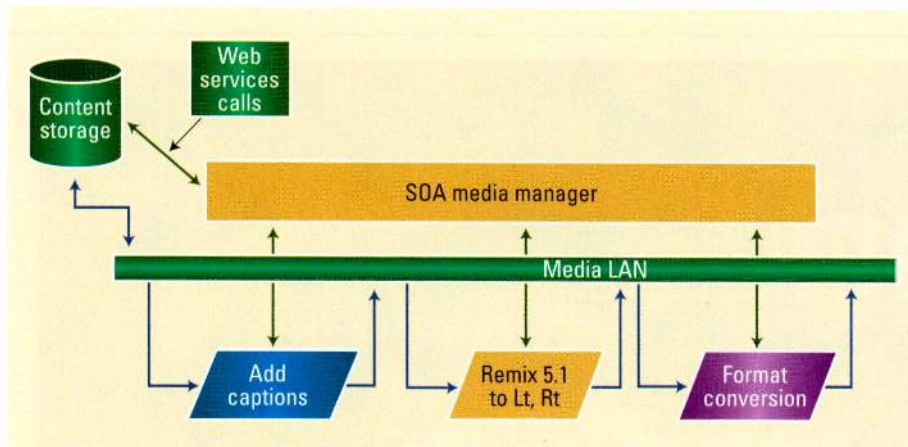 Web
services
calls
Content
storage
SOA media manager
Media LAN
Add
captions
Remix 5.1
to Lt, Rt
Format
conversion